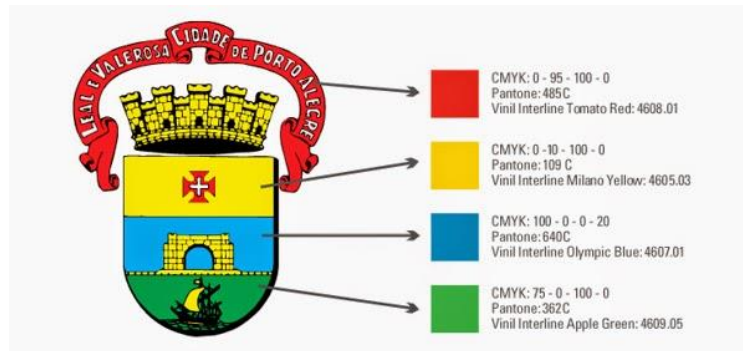 LEAL E VALEROSA CIDADE DE PORTO ALEGRE
CMYK: 0 - 95 - 100 - 0
Pantone: 485C
Vinil Interline Tomato Red: 4608.01
CMYK: 0 -10 - 100 - 0
Pantone: 109 C
Vinil Interline Milano Yellow: 4605.03
CMYK: 100 - 0 - 0 - 20
Pantone: 640C
Vinil Interline Olympic Blue: 4607.01
CMYK: 75 - 0 - 100 - 0
Pantone: 362C
Vinil Interline Apple Green: 4609.05